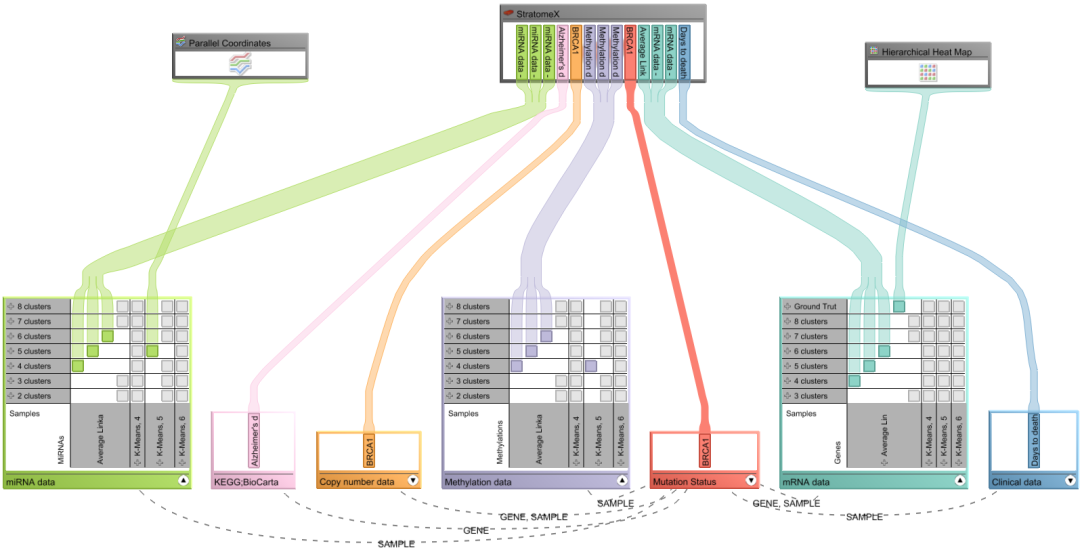 StratomeX
Parallel Coordinates
Hierarchical Heat Map
miRNA data -
miRNA data -
miRNA data -
Alzheimer's d
BRCA1
Methylation d
Methylation d
Methylation d
BRCA1
Average Link
mRNA data -
mRNA data -
Days to death
8 clusters
7 clusters
6 clusters
5 clusters
4 clusters
3 clusters
2 clusters
Samples
MiRNAs
Average Linka
K-Means, 4
K-Means, 5
K-Means, 6
miRNA data
Alzheimer's d
KEGG;BioCarta
BRCA1
Copy number data
8 clusters
7 clusters
6 clusters
5 clusters
4 clusters
3 clusters
2 clusters
Samples
Methylations
Average Linka
K-Means, 4
K-Means, 5
K-Means, 6
Methylation data
BRCA1
Mutation Status
Ground Trut
8 clusters
7 clusters
6 clusters
5 clusters
4 clusters
3 clusters
Samples
Genes
Average Lin
K-Means, 4
K-Means, 5
K-Means, 6
mRNA data
Days to death
Clinical data
SAMPLE
GENE, SAMPLE
GENE, SAMPLE
SAMPLE
GENE
SAMPLE